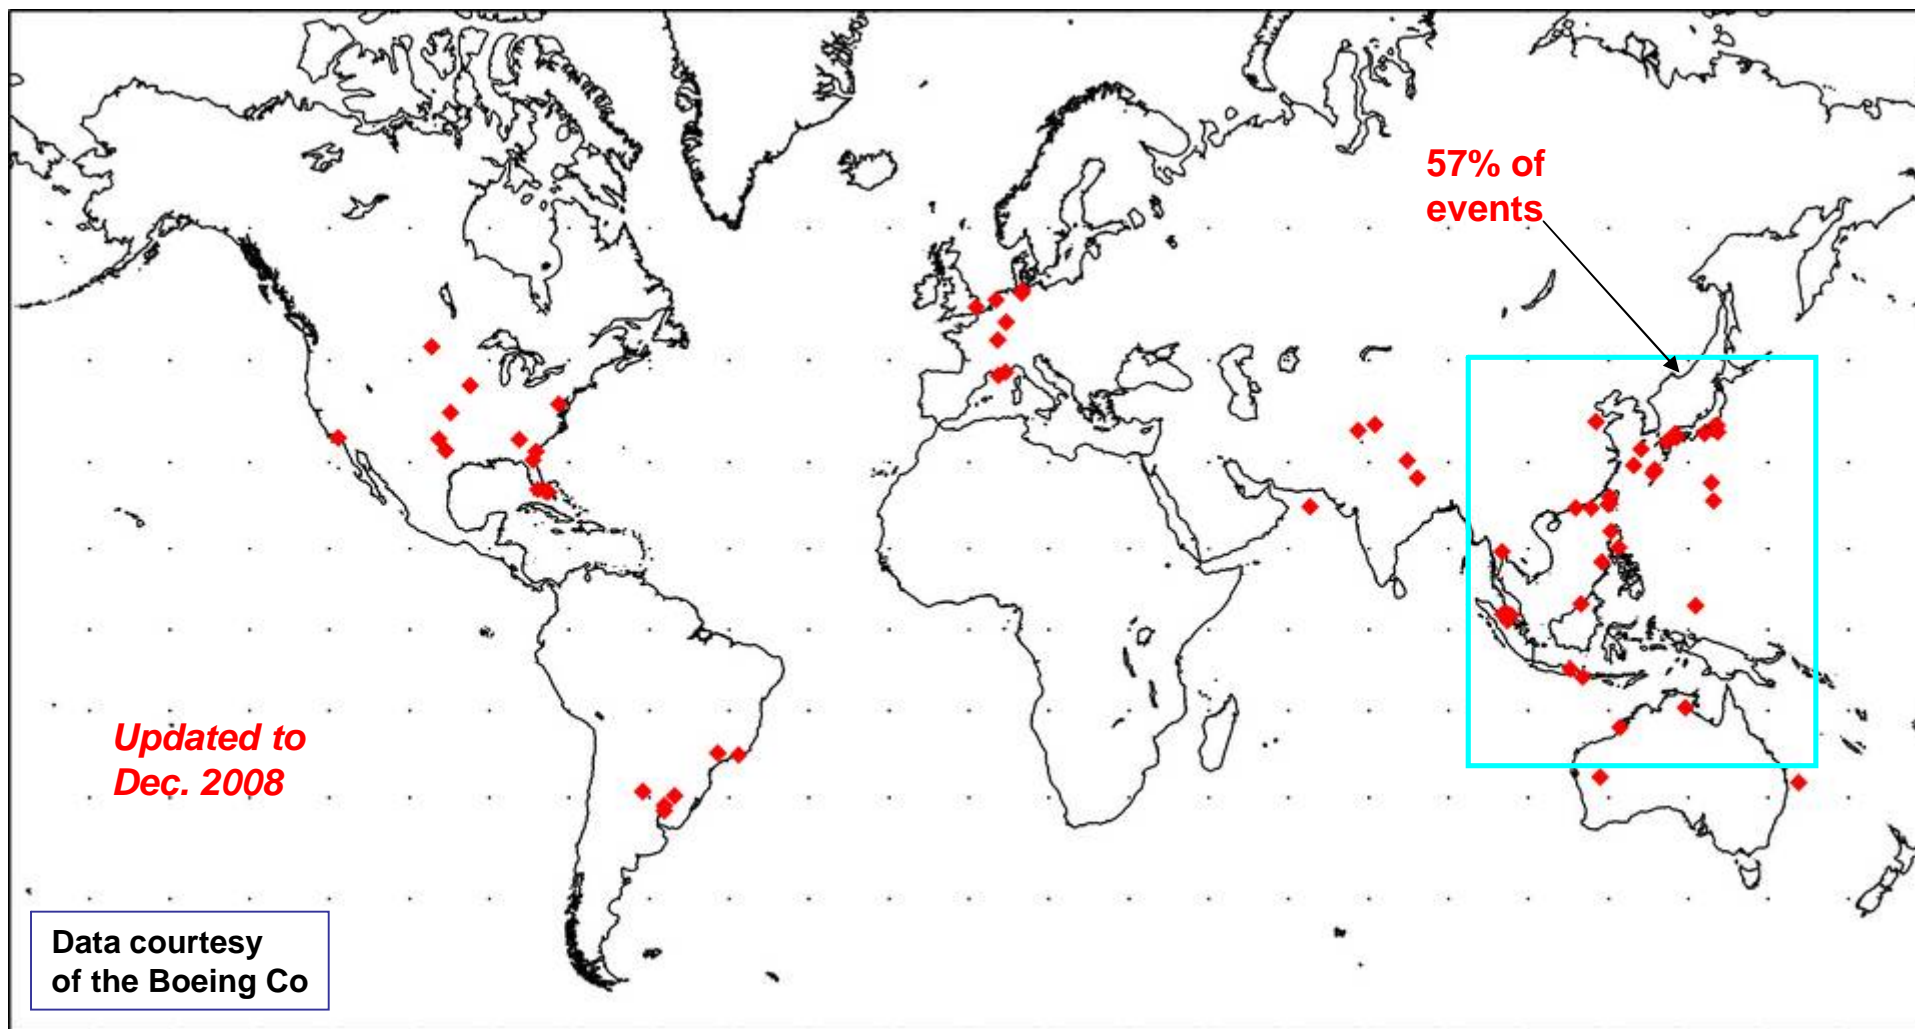 57% of
events
Updated to
Dec. 2008
Data courtesy
of the Boeing Co